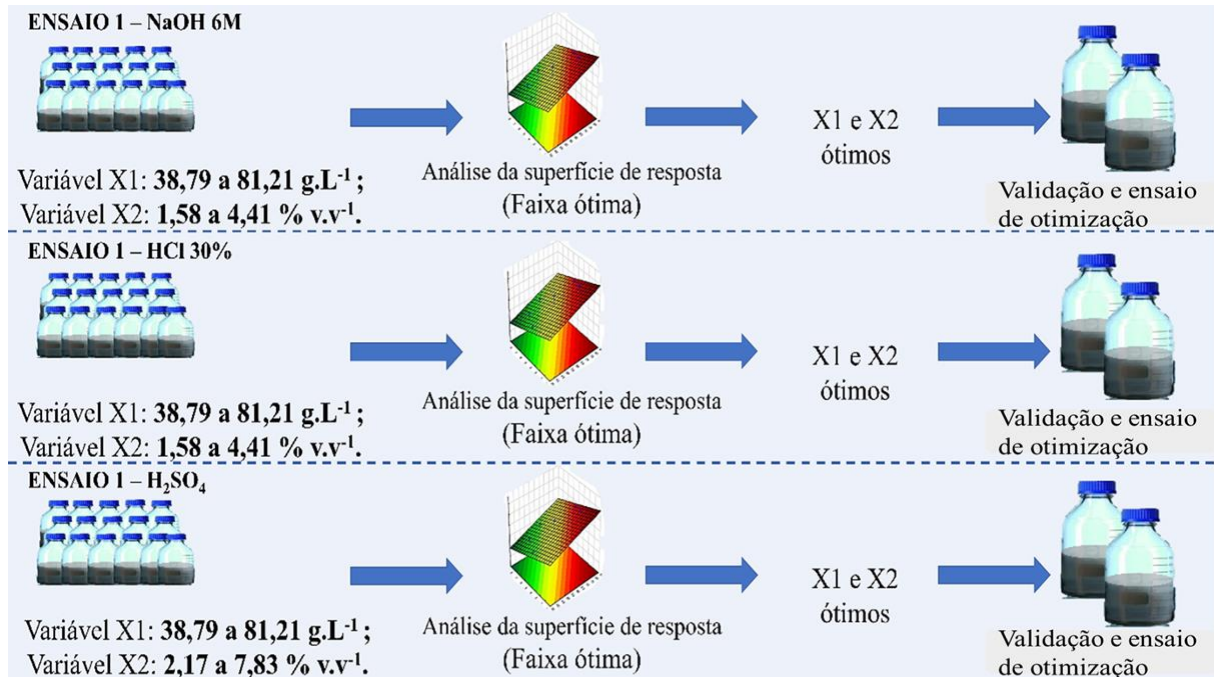 ENSAIO 1 – NaOH 6M
Variável X1: 38,79 a 81,21 g.L⁻¹ ;
Variável X2: 1,58 a 4,41 % v.v⁻¹.
Análise da superfície de resposta
(Faixa ótima)
X1 e X2
ótimos
Validação e ensaio
de otimização
ENSAIO 1 – HCl 30%
Variável X1: 38,79 a 81,21 g.L⁻¹ ;
Variável X2: 1,58 a 4,41 % v.v⁻¹.
Análise da superfície de resposta
(Faixa ótima)
X1 e X2
ótimos
Validação e ensaio
de otimização
ENSAIO 1 – H₂SO₄
Variável X1: 38,79 a 81,21 g.L⁻¹ ;
Variável X2: 2,17 a 7,83 % v.v⁻¹.
Análise da superfície de resposta
(Faixa ótima)
X1 e X2
ótimos
Validação e ensaio
de otimização